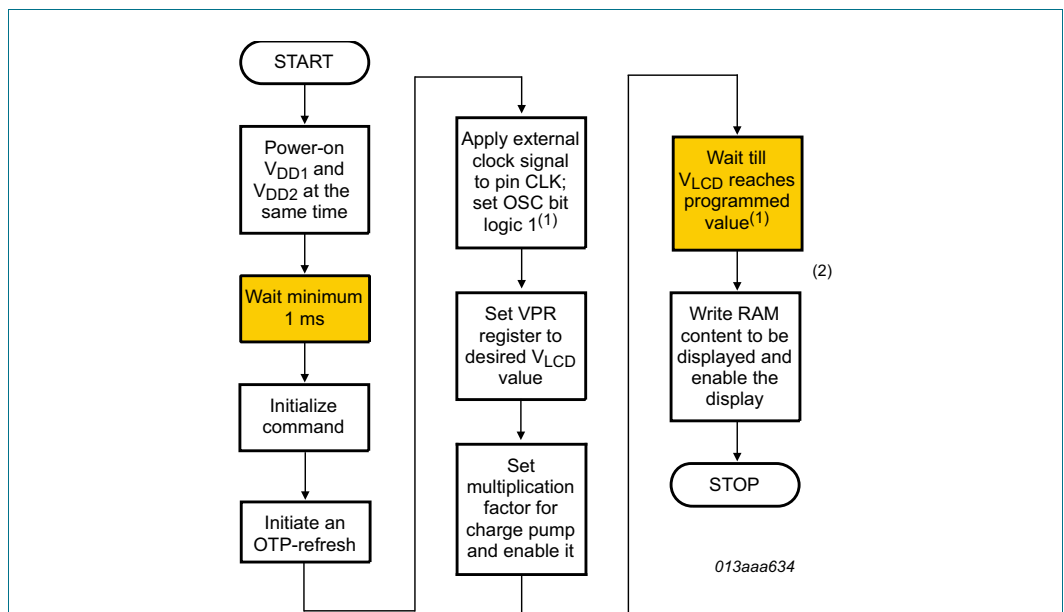 START
Power-on
VDD1 and
VDD2 at the
same time
Wait minimum
1 ms
Initialize
command
Initiate an
OTP-refresh
Apply external
clock signal
to pin CLK;
set OSC bit
logic 1(1)
Set VPR
register to
desired VLCD
value
Set
multiplication
factor for
charge pump
and enable it
Wait till
VLCD reaches
programmed
value(1)
(2)
Write RAM
content to be
displayed and
enable the
display
STOP
013aaa634